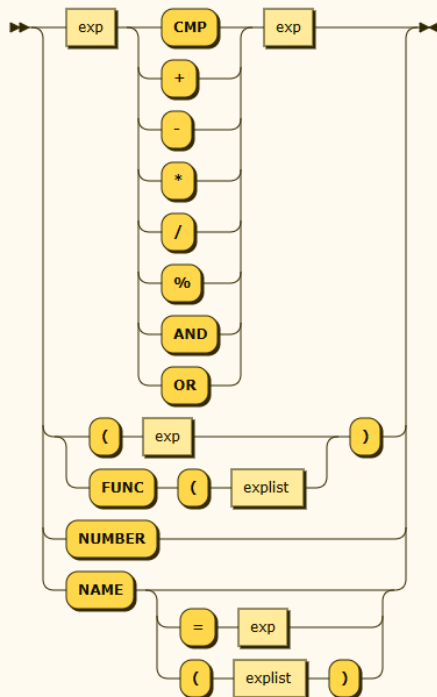 exp CMP exp
+
-
*
/
%
AND
OR
( exp )
FUNC ( explist
NUMBER
NAME
= exp
( explist )